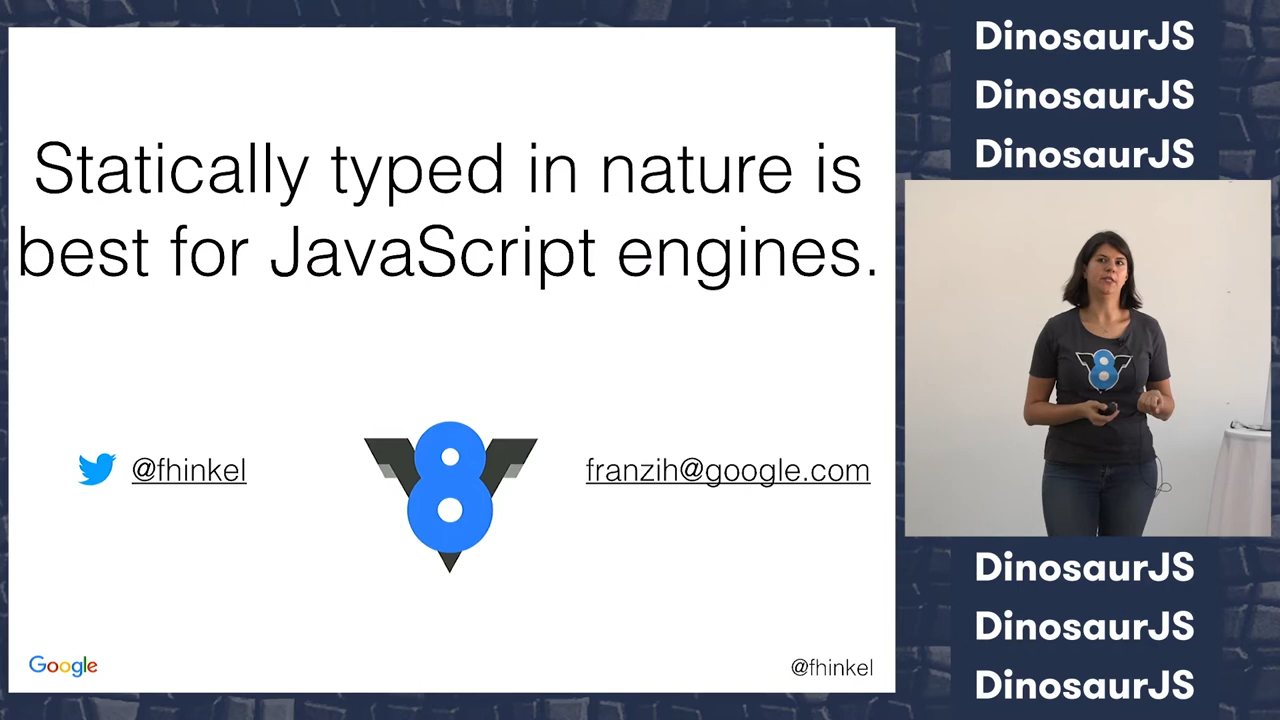 Statically typed in nature is
best for JavaScript engines.
@fhinkel
franzih@google.com
Google
@fhinkel
DinosaurJS
DinosaurJS
DinosaurJS
8
DinosaurJS
DinosaurJS
DinosaurJS